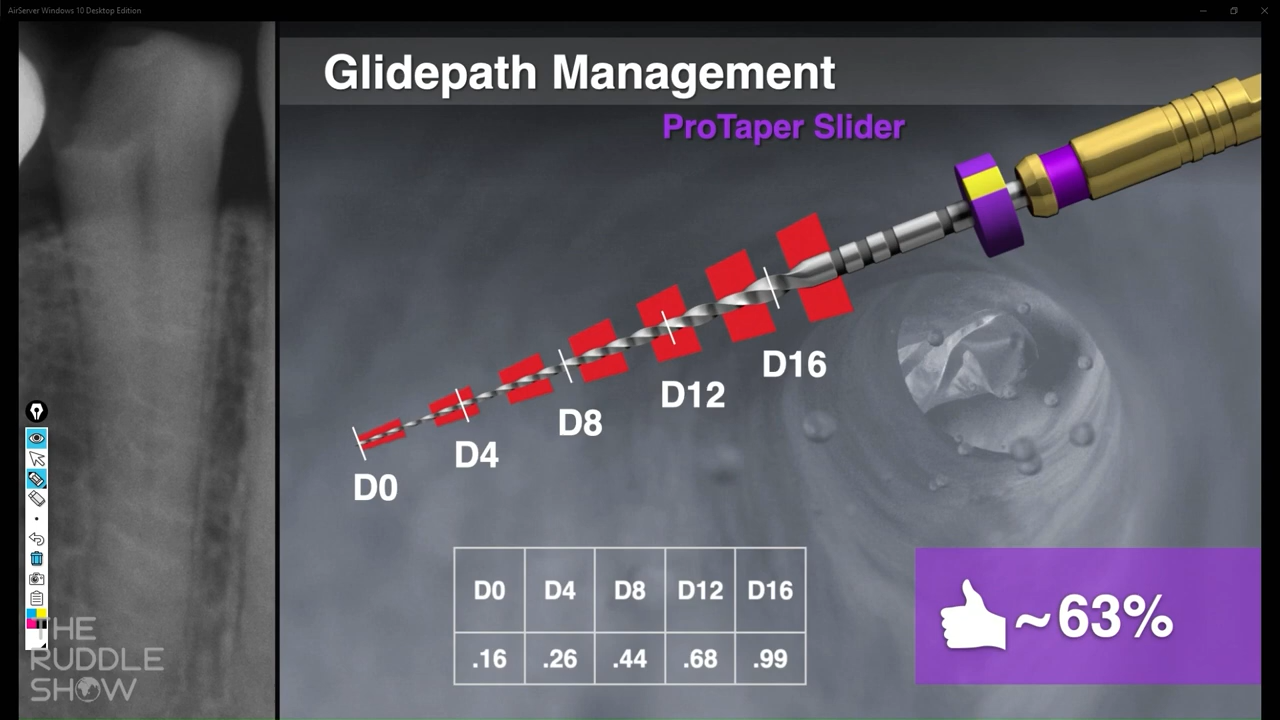 AirServer Windows 10 Desktop Edition
Glidepath Management
ProTaper Slider
D16
D12
D8
D4
D0
D0 D4 D8 D12 D16
.16 .26 .44 .68 .99
~63%
THE
RUDDLE
SHOW